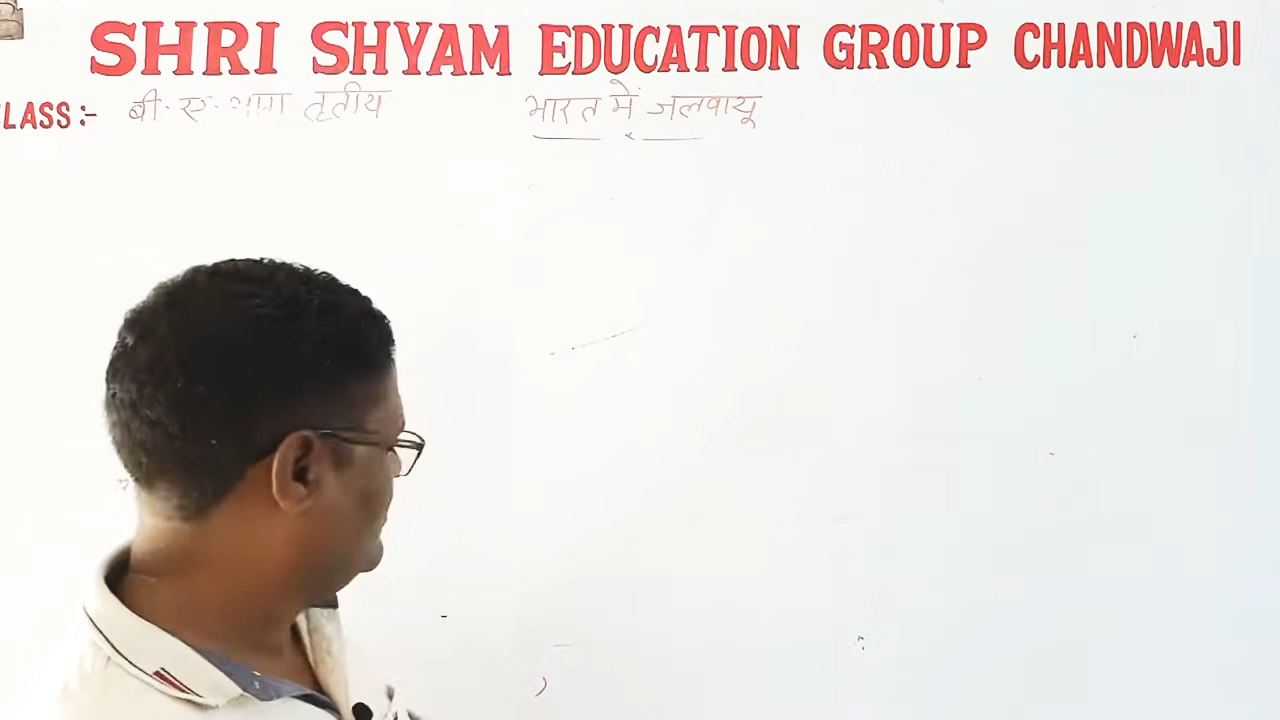 SHRI SHYAM EDUCATION GROUP CHANDWAJI
LASS :- बी. ए. भाग तृतीय भारत में जलवायू